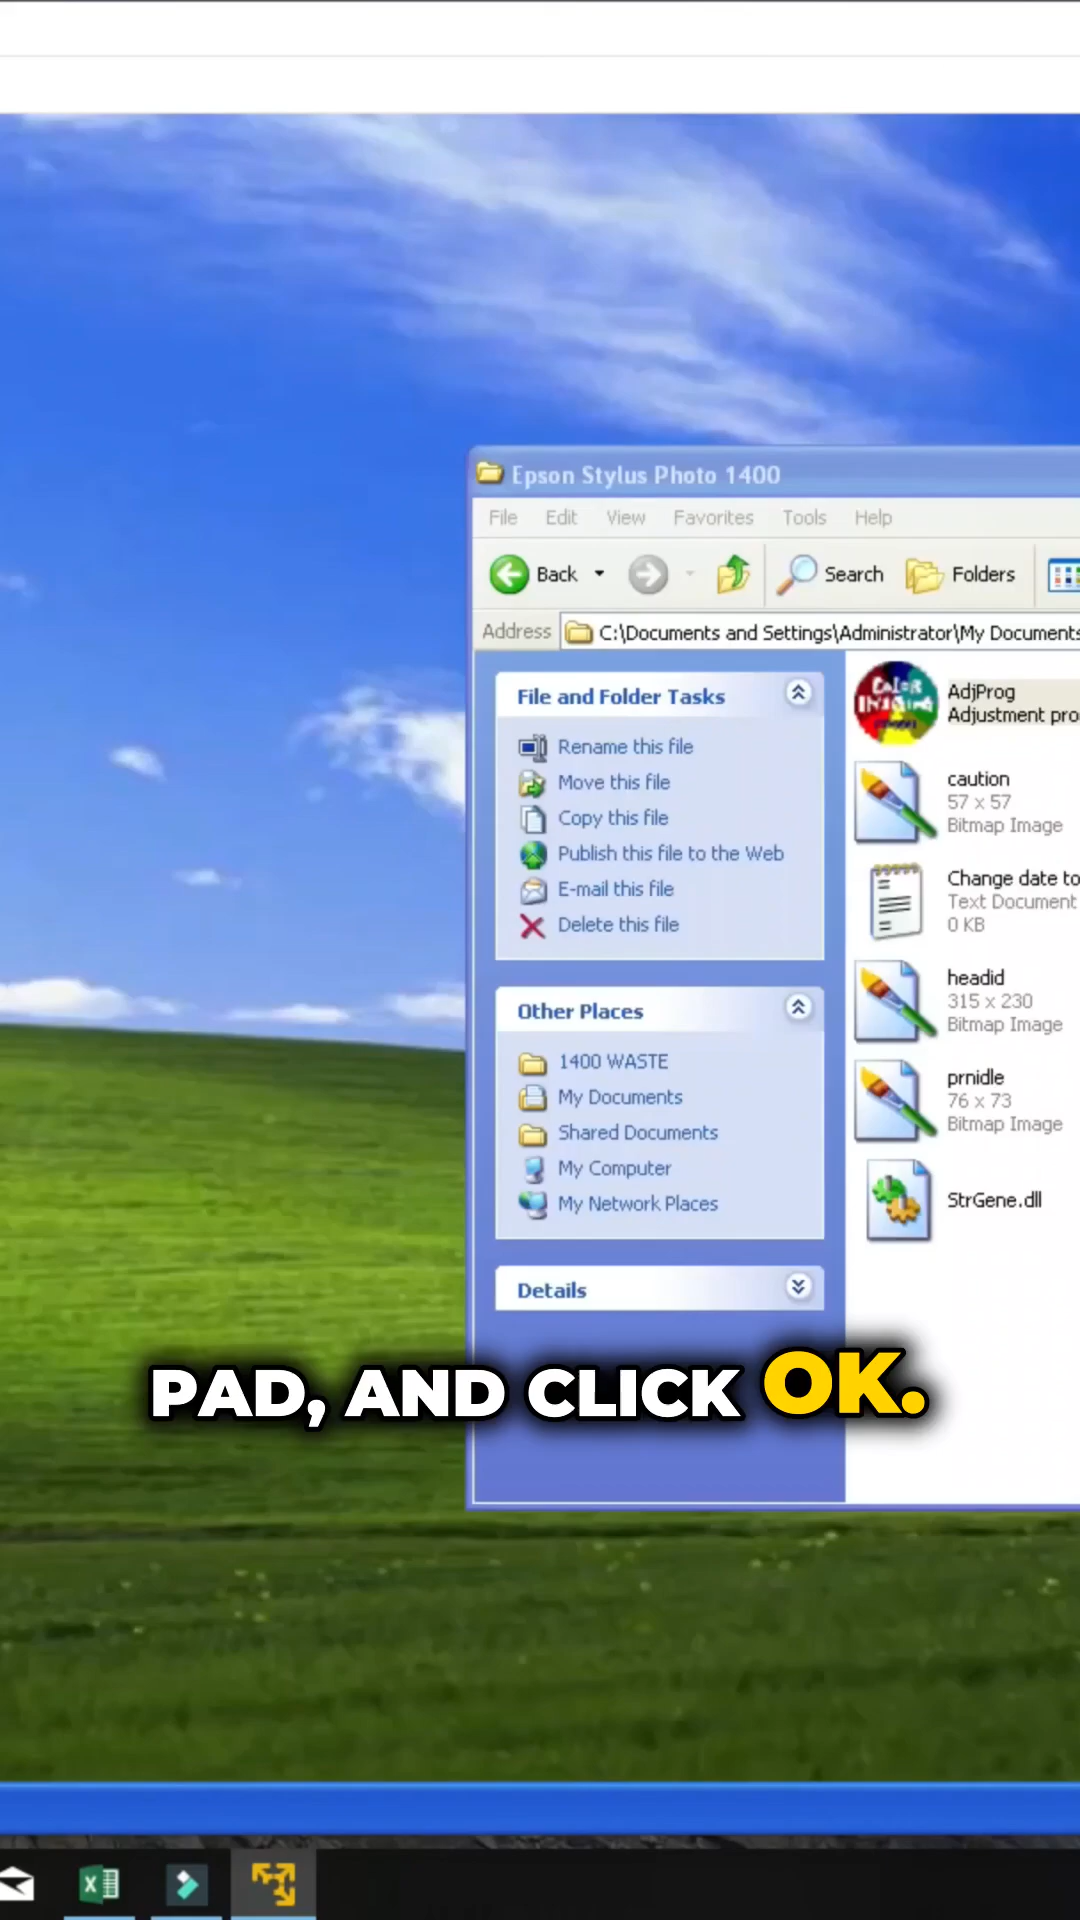 Epson Stylus Photo 1400
File Edit View Favorites Tools Help
Back Search Folders
Address C:\Documents and Settings\Administrator\My Documents
File and Folder Tasks
Rename this file
Move this file
Copy this file
Publish this file to the Web
E-mail this file
Delete this file
Other Places
1400 WASTE
My Documents
Shared Documents
My Computer
My Network Places
Details
AdjProg
Adjustment pro
caution
57 x 57
Bitmap Image
Change date to
Text Document
0 KB
headid
315 x 230
Bitmap Image
prnidle
76 x 73
Bitmap Image
StrGene.dll
PAD, AND CLICK OK.